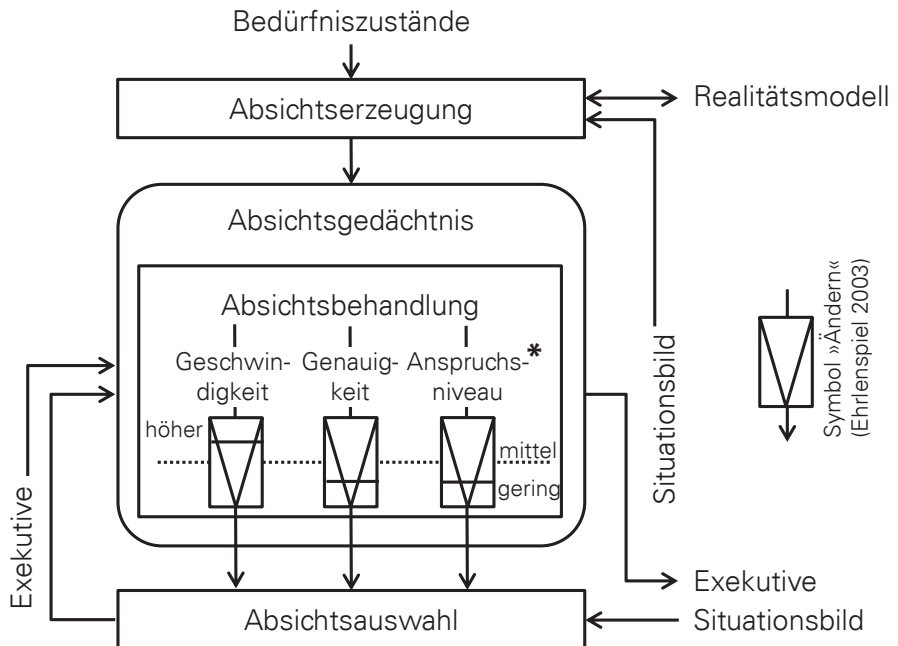 Bedürfniszustände
Absichtserzeugung
Realitätsmodell
Absichtsgedächtnis
Absichtsbehandlung
Geschwin-
digkeit
Genauig-
keit
Anspruchs-*
niveau
höher
mittel
gering
Situationsbild
Symbol »Ändern«
(Ehrlenspiel 2003)
Exekutive
Exekutive
Absichtsauswahl
Situationsbild